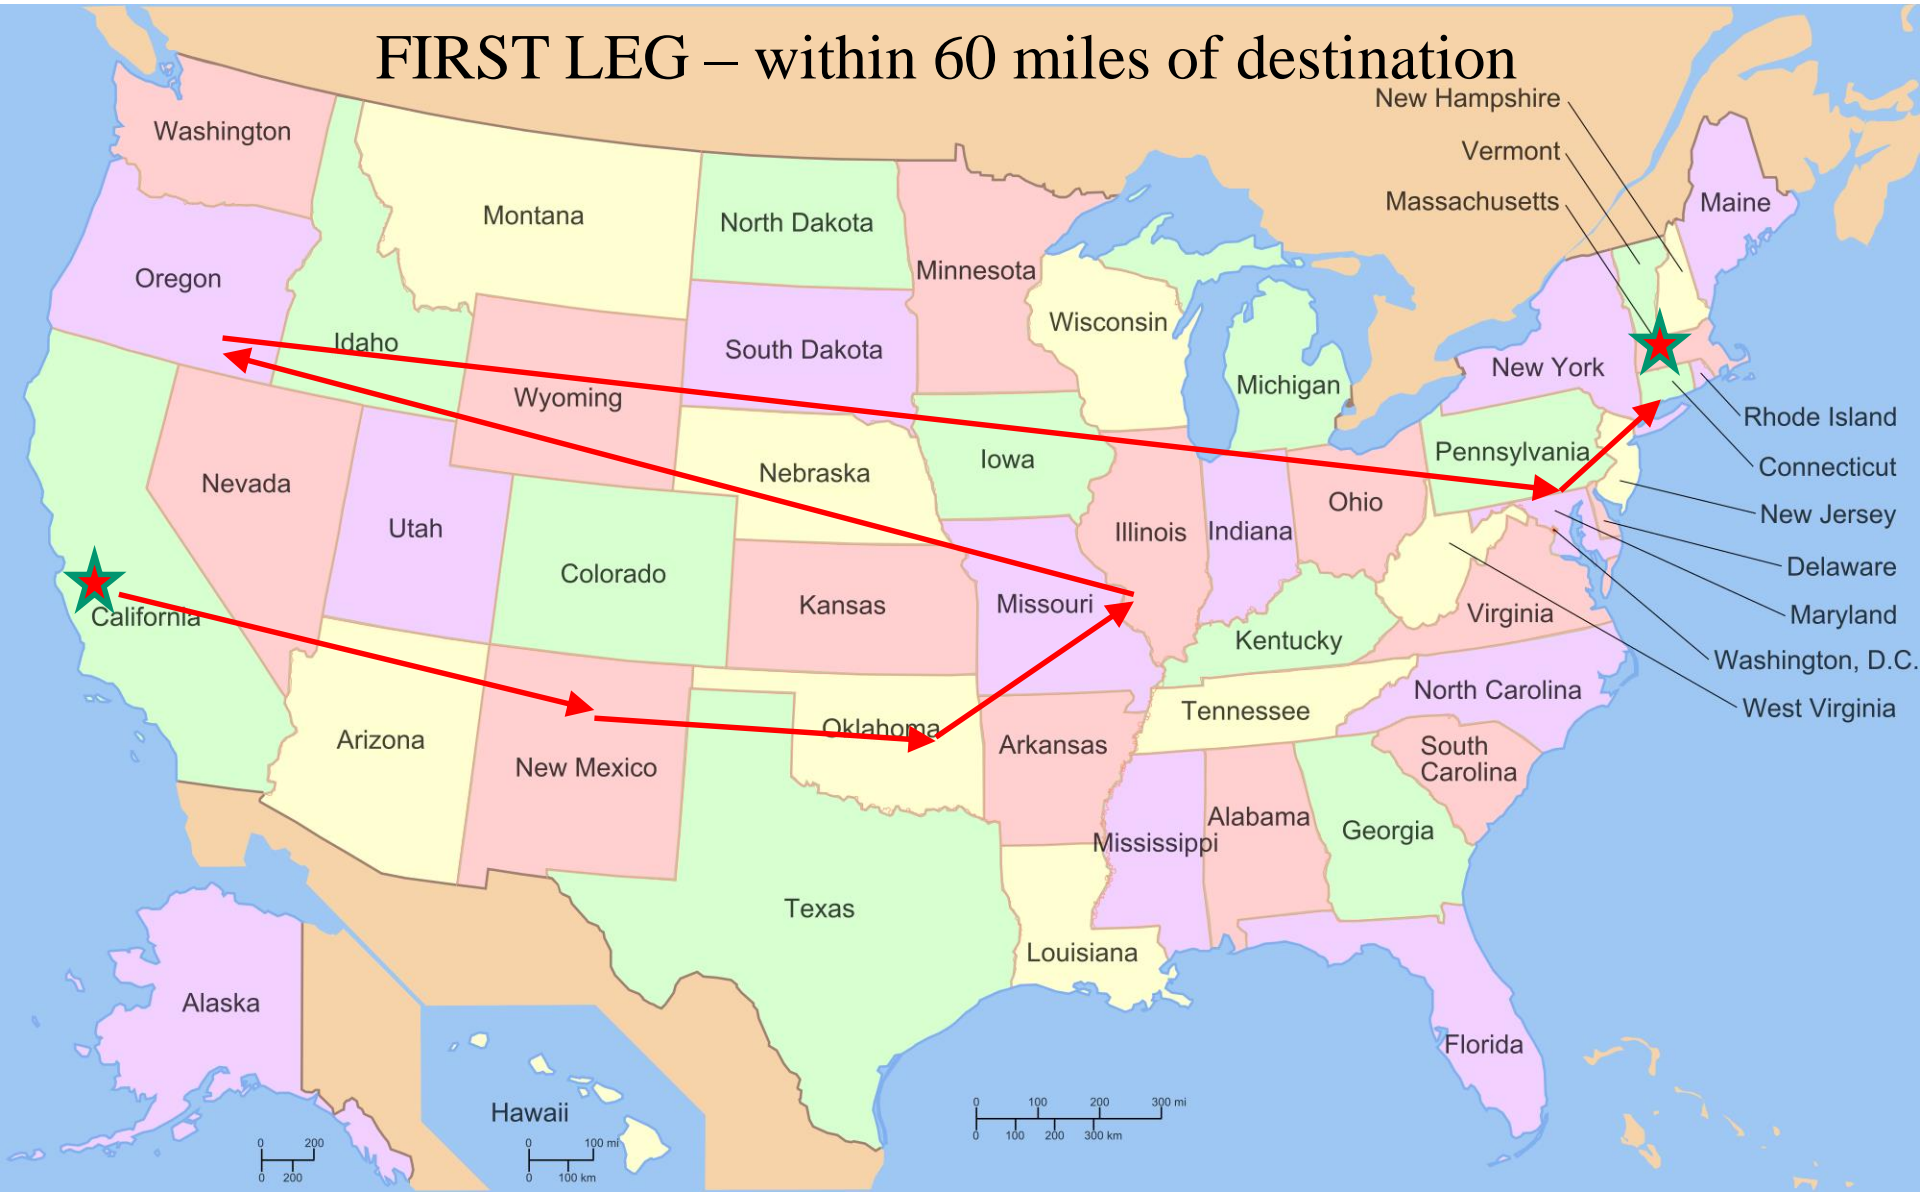 FIRST LEG – within 60 miles of destination
New Hampshire
Washington
Vermont
Massachusetts
Maine
Montana
North Dakota
Minnesota
Oregon
Wisconsin
Idaho
South Dakota
New York
Michigan
Wyoming
Rhode Island
Pennsylvania
Iowa
Nebraska
Connecticut
Nevada
Ohio
New Jersey
Utah
Illinois
Indiana
Delaware
Colorado
Kansas
Missouri
Virginia
Maryland
California
Kentucky
Washington, D.C.
North Carolina
West Virginia
Tennessee
Oklahoma
Arizona
Arkansas
South
Carolina
New Mexico
Alabama
Georgia
Mississippi
Texas
Louisiana
Alaska
Florida
Hawaii
0 100 200 300 mi
0 100 200 300 km
0 200
0 200
0 100 mi
0 100 km